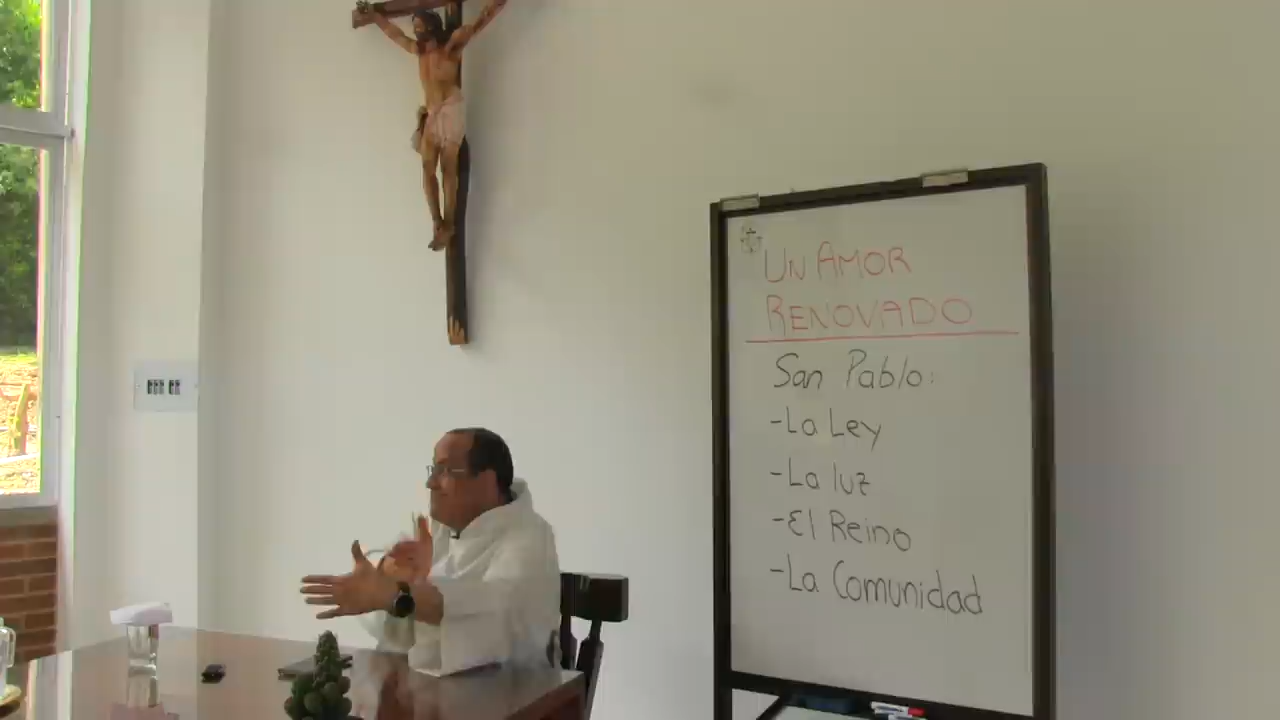 UN AMOR
RENOVADO
San Pablo:
-La Ley
-La luz
-El Reino
-La Comunidad